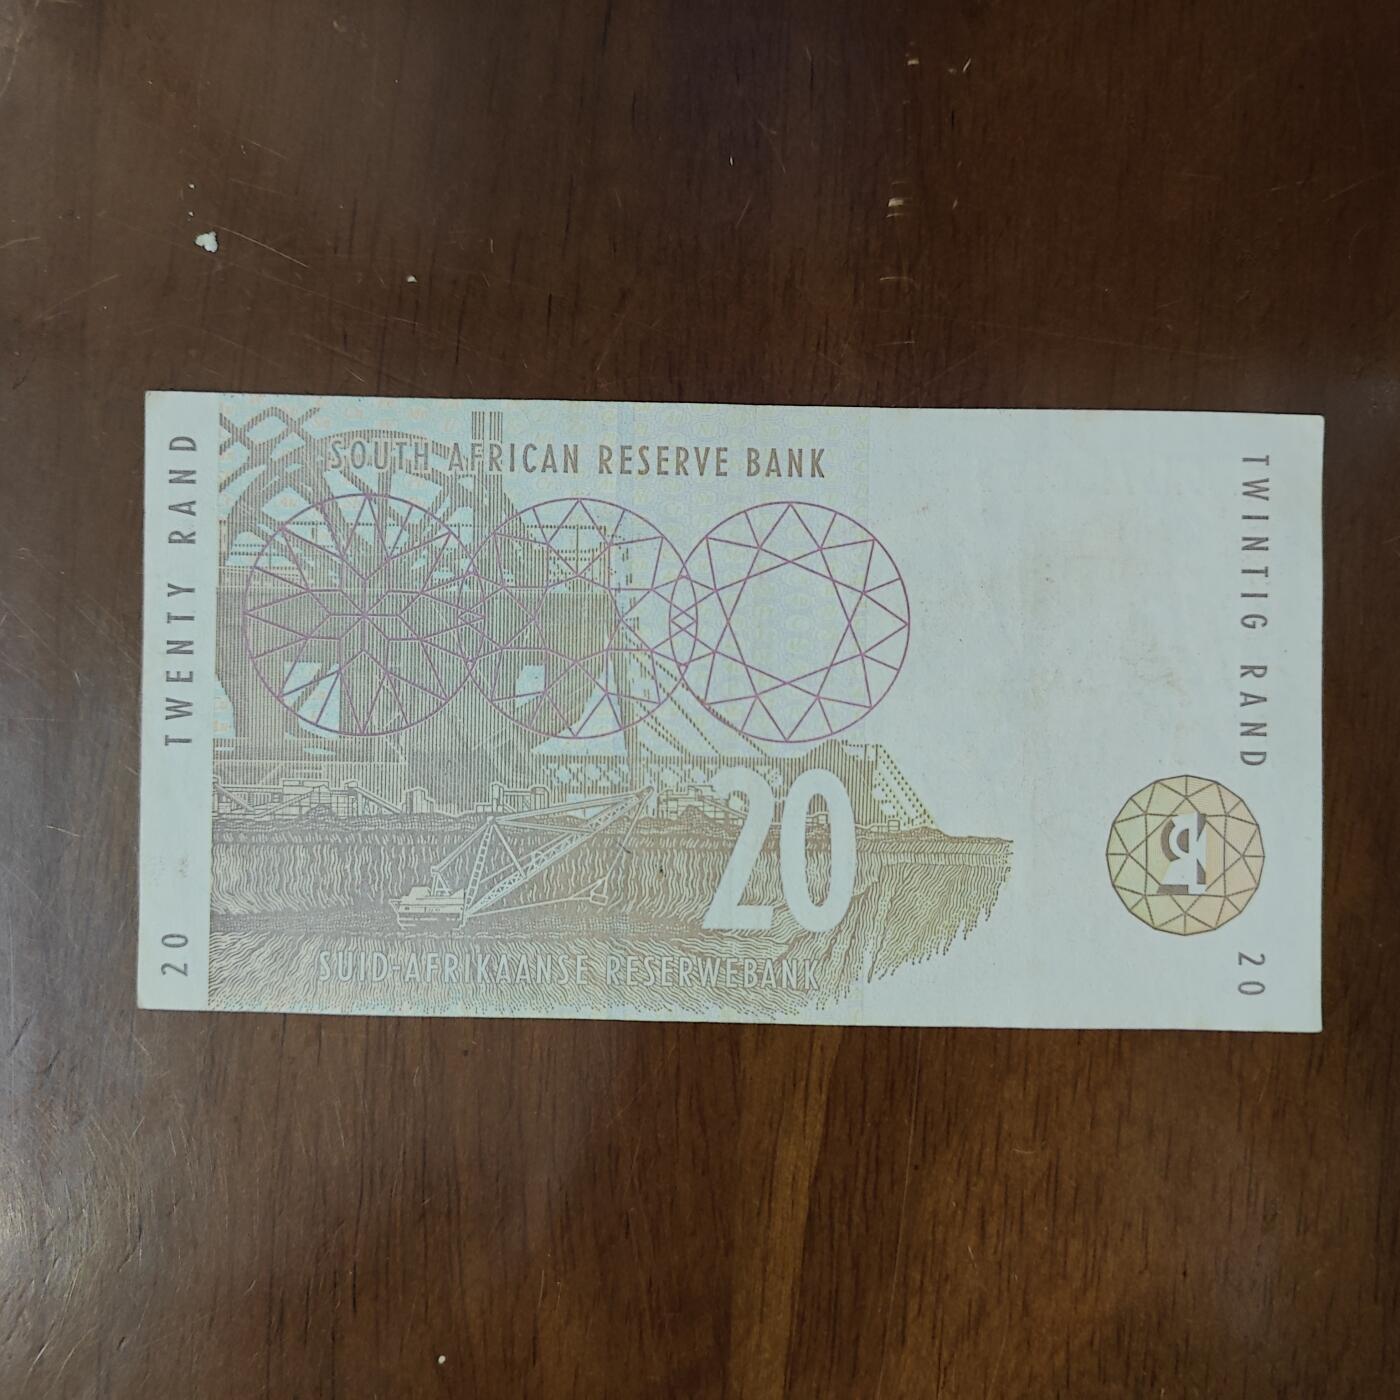 SOUTH AFRICAN RESERVE BANK
TWENTY RAND
20
TWINTIG RAND
20
20
SUID-AFRIKAANSE RESERWEBANK